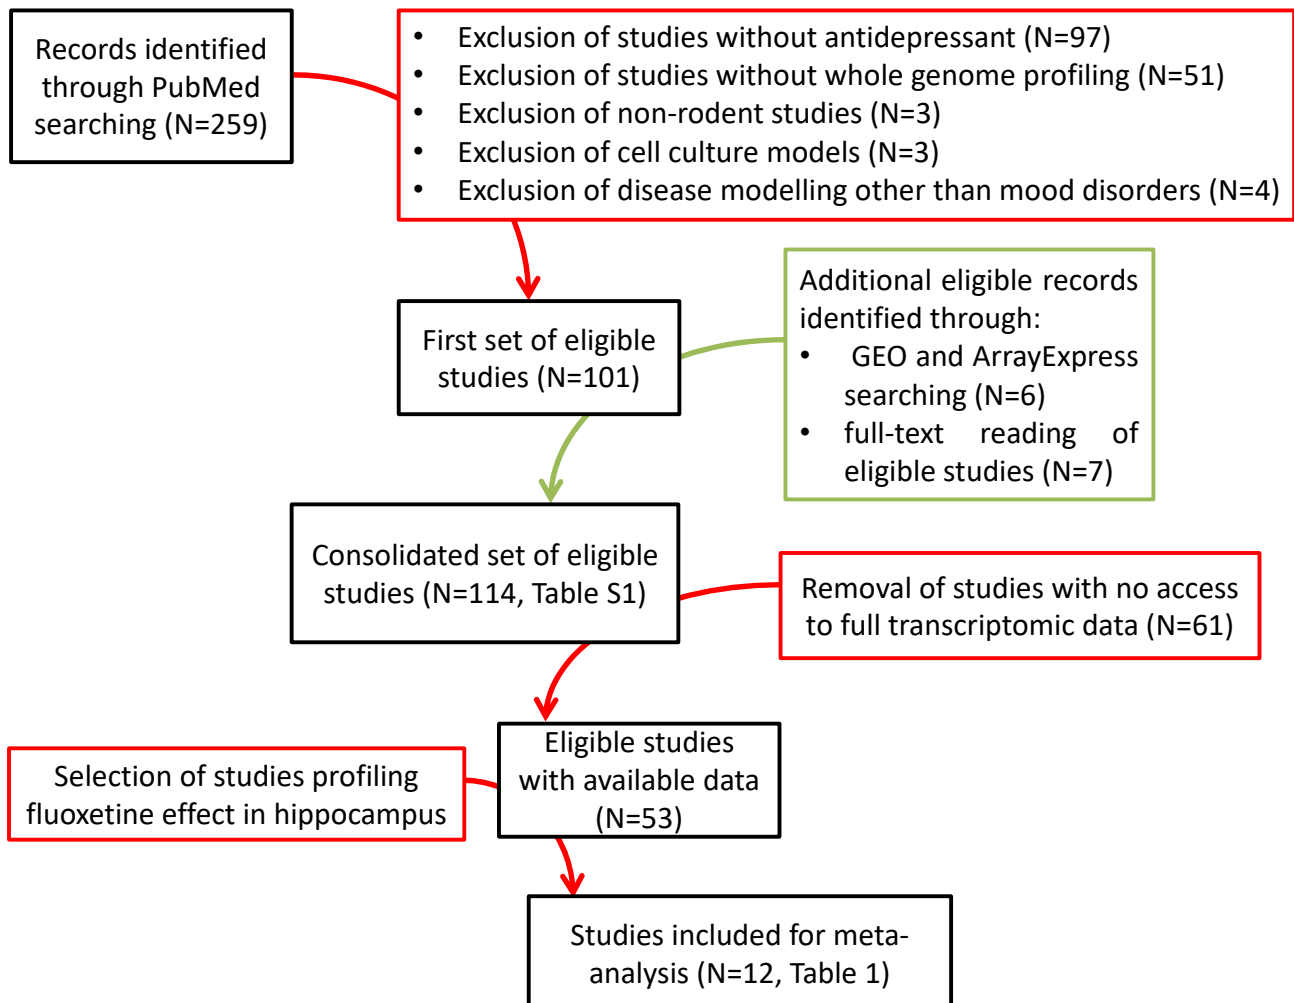 Records identified
through PubMed
searching (N=259)
• Exclusion of studies without antidepressant (N=97)
• Exclusion of studies without whole genome profiling (N=51)
• Exclusion of non-rodent studies (N=3)
• Exclusion of cell culture models (N=3)
• Exclusion of disease modelling other than mood disorders (N=4)
First set of eligible
studies (N=101)
Additional eligible records
identified through:
• GEO and ArrayExpress
searching (N=6)
• full-text reading of
eligible studies (N=7)
Consolidated set of eligible
studies (N=114, Table S1)
Removal of studies with no access
to full transcriptomic data (N=61)
Eligible studies
with available data
(N=53)
Selection of studies profiling
fluoxetine effect in hippocampus
Studies included for meta-
analysis (N=12, Table 1)